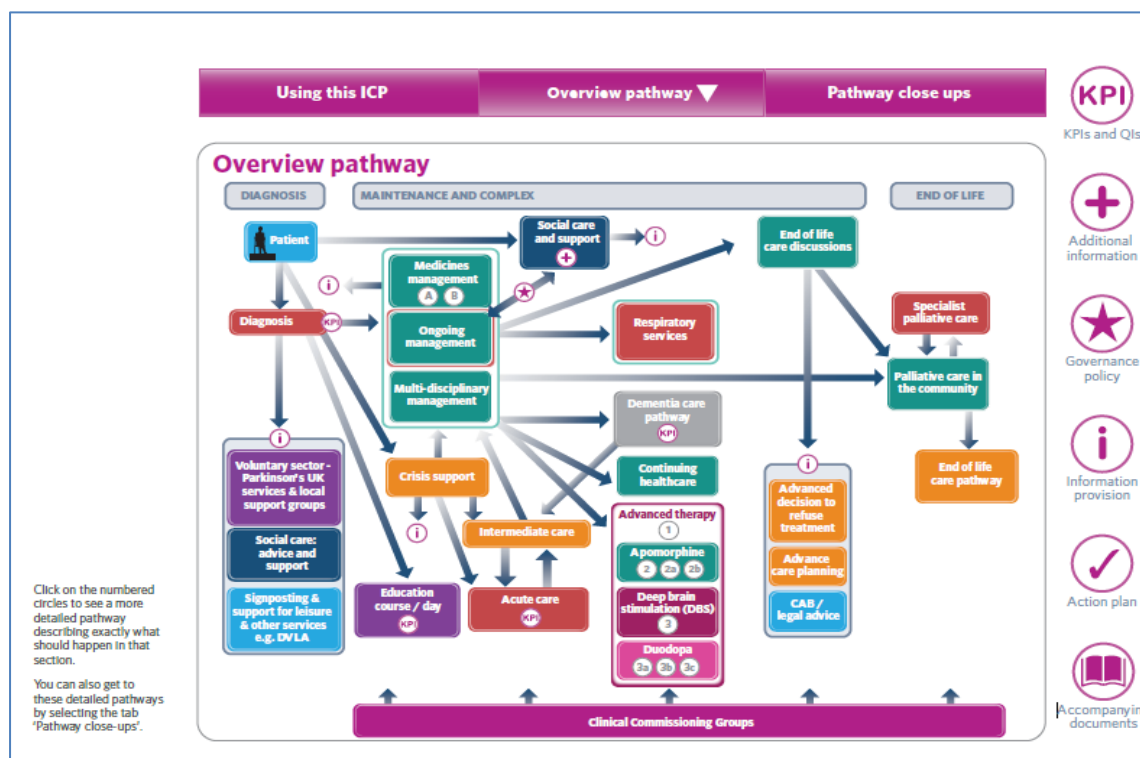 Using this ICP
Overview pathway
Pathway close ups
KPI
KPIs and QIs
Overview pathway
DIAGNOSIS
MAINTENANCE AND COMPLEX
END OF LIFE
Patient
Social care
and support
i
End of life
care discussions
Additional
information
Medicines
management
A B
i
Diagnosis
KPI
Ongoing
management
Respiratory
services
Specialist
palliative care
Governance
policy
Multi-disciplinary
management
Palliative care in
the community
Dementia care
pathway
KPI
i
Information
provision
i
Voluntary sector -
Parkinson's UK
services & local
support groups
Crisis support
i
Continuing
healthcare
i
Advanced
decision to
refuse
treatment
End of life
care pathway
Social care:
advice and
support
Intermediate care
Advanced therapy
1
Apomorphine
2 2a 2b
Advance
care planning
Action plan
Signposting &
support for leisure
& other services
e.g. DVLA
Education
course / day
KPI
Acute care
KPI
Deep brain
stimulation (DBS)
3
CAB /
legal advice
Duodopa
3a 3b 3c
Accompanyin
documents
Clinical Commissioning Groups
Click on the numbered
circles to see a more
detailed pathway
describing exactly what
should happen in that
section.
You can also get to
these detailed pathways
by selecting the tab
'Pathway close-ups'.